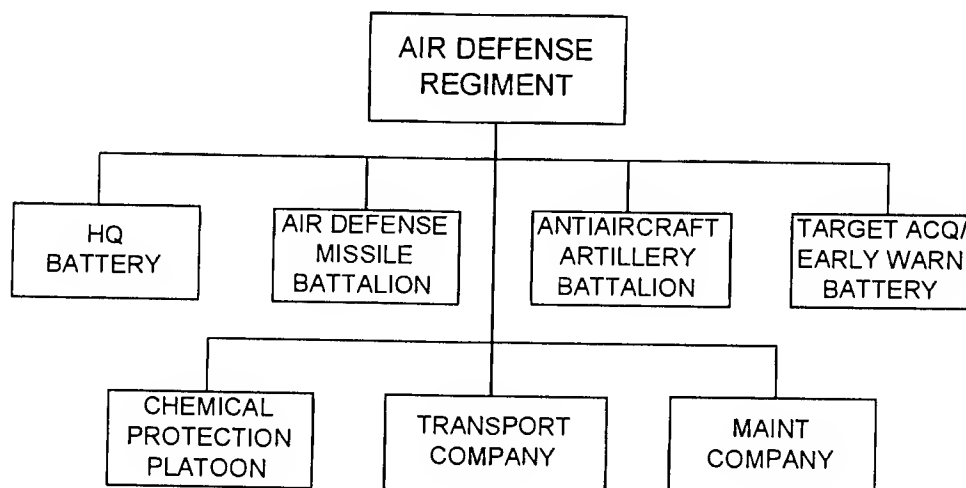 AIR DEFENSE
REGIMENT
HQ
BATTERY
AIR DEFENSE
MISSILE
BATTALION
ANTIAIRCRAFT
ARTILLERY
BATTALION
TARGET ACQ/
EARLY WARN
BATTERY
CHEMICAL
PROTECTION
PLATOON
TRANSPORT
COMPANY
MAINT
COMPANY